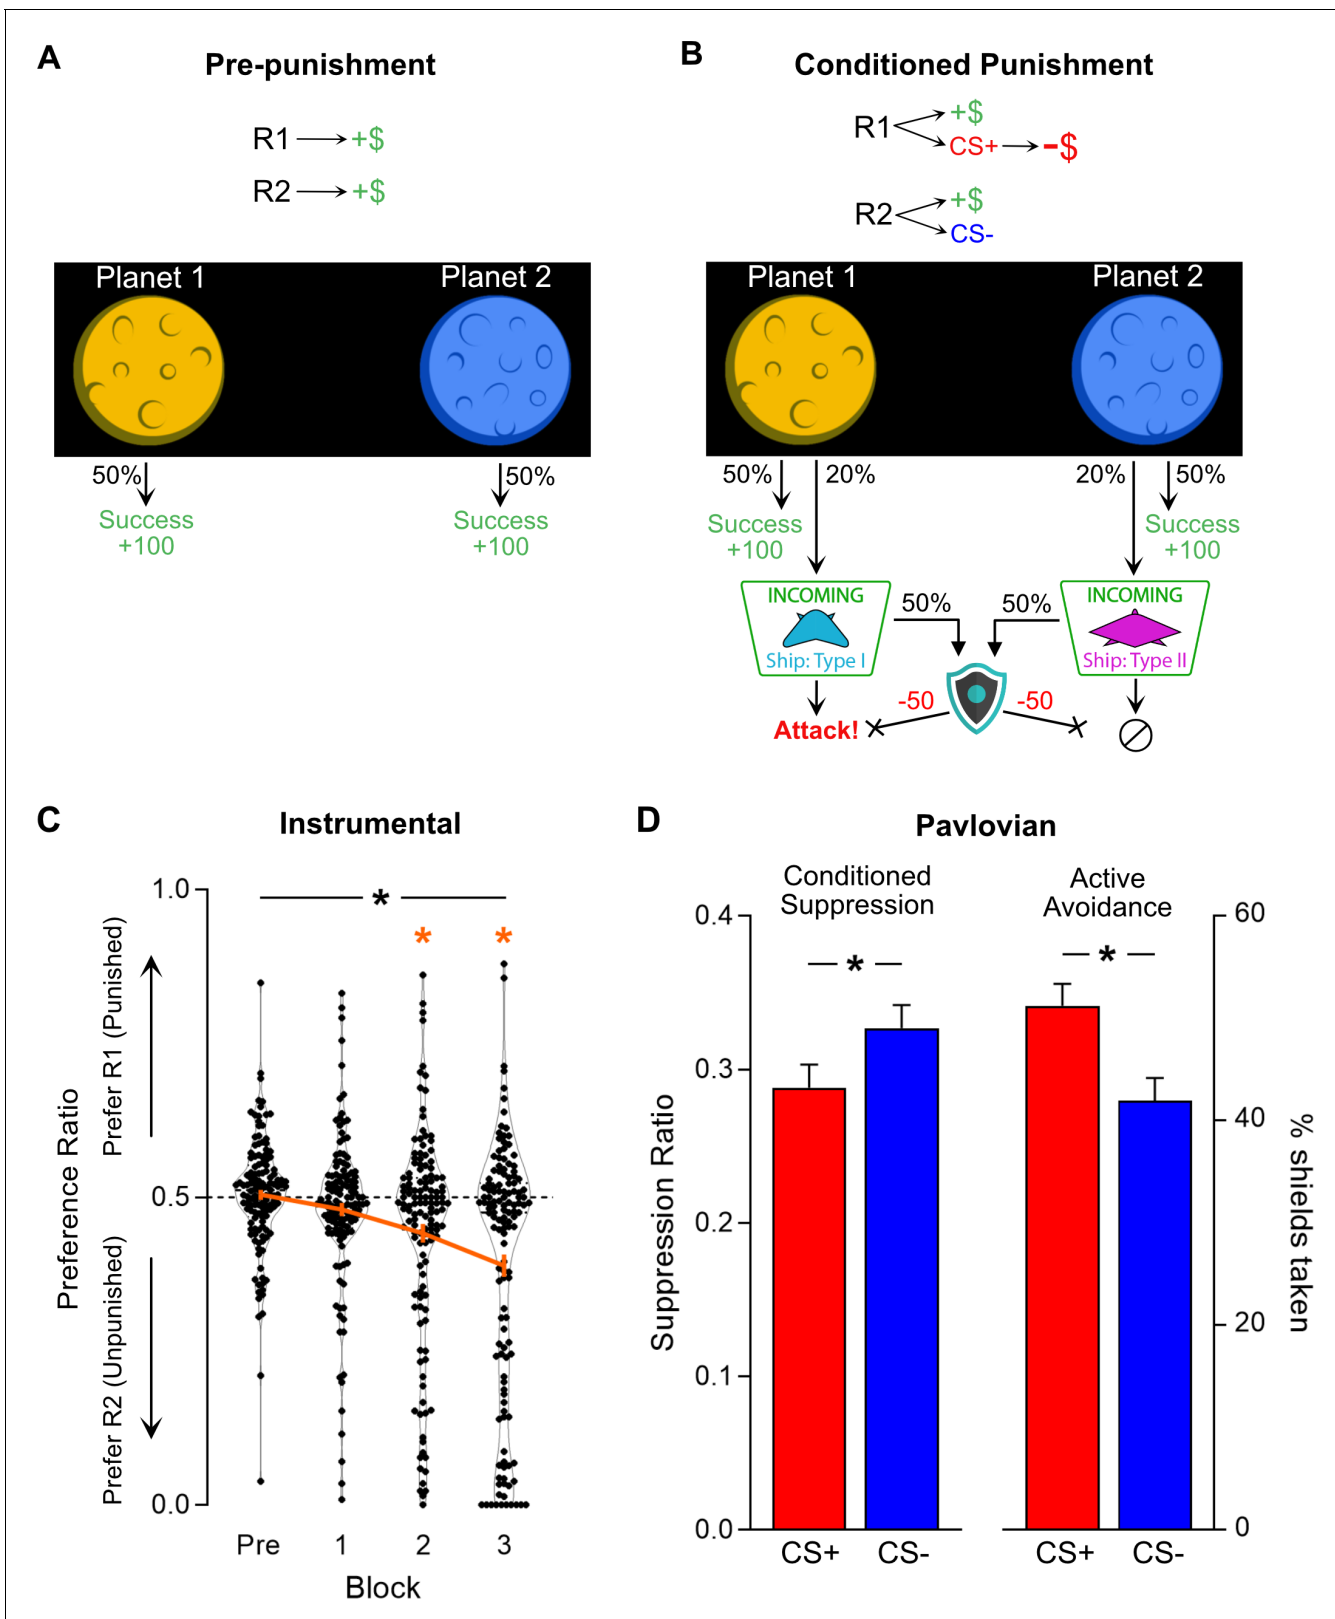 A
Pre-punishment
R1 +$
R2 +$
Planet 1
Planet 2
50%
50%
Success
+100
Success
+100
B
Conditioned Punishment
R1
+$
CS+
-$
R2
+$
CS-
Planet 1
Planet 2
50%
20%
20%
50%
Success
+100
Success
+100
INCOMING
Ship: Type I
50%
50%
INCOMING
Ship: Type II
-50
-50
Attack!
C
Instrumental
1.0
0.5
0.0
Preference Ratio
Prefer R1 (Punished)
Prefer R2 (Unpunished)
*
*
*
Pre
1
2
3
Block
D
Pavlovian
Conditioned
Suppression
Active
Avoidance
*
*
0.4
0.3
0.2
0.1
0.0
Suppression Ratio
60
40
20
0
% shields taken
CS+
CS-
CS+
CS-